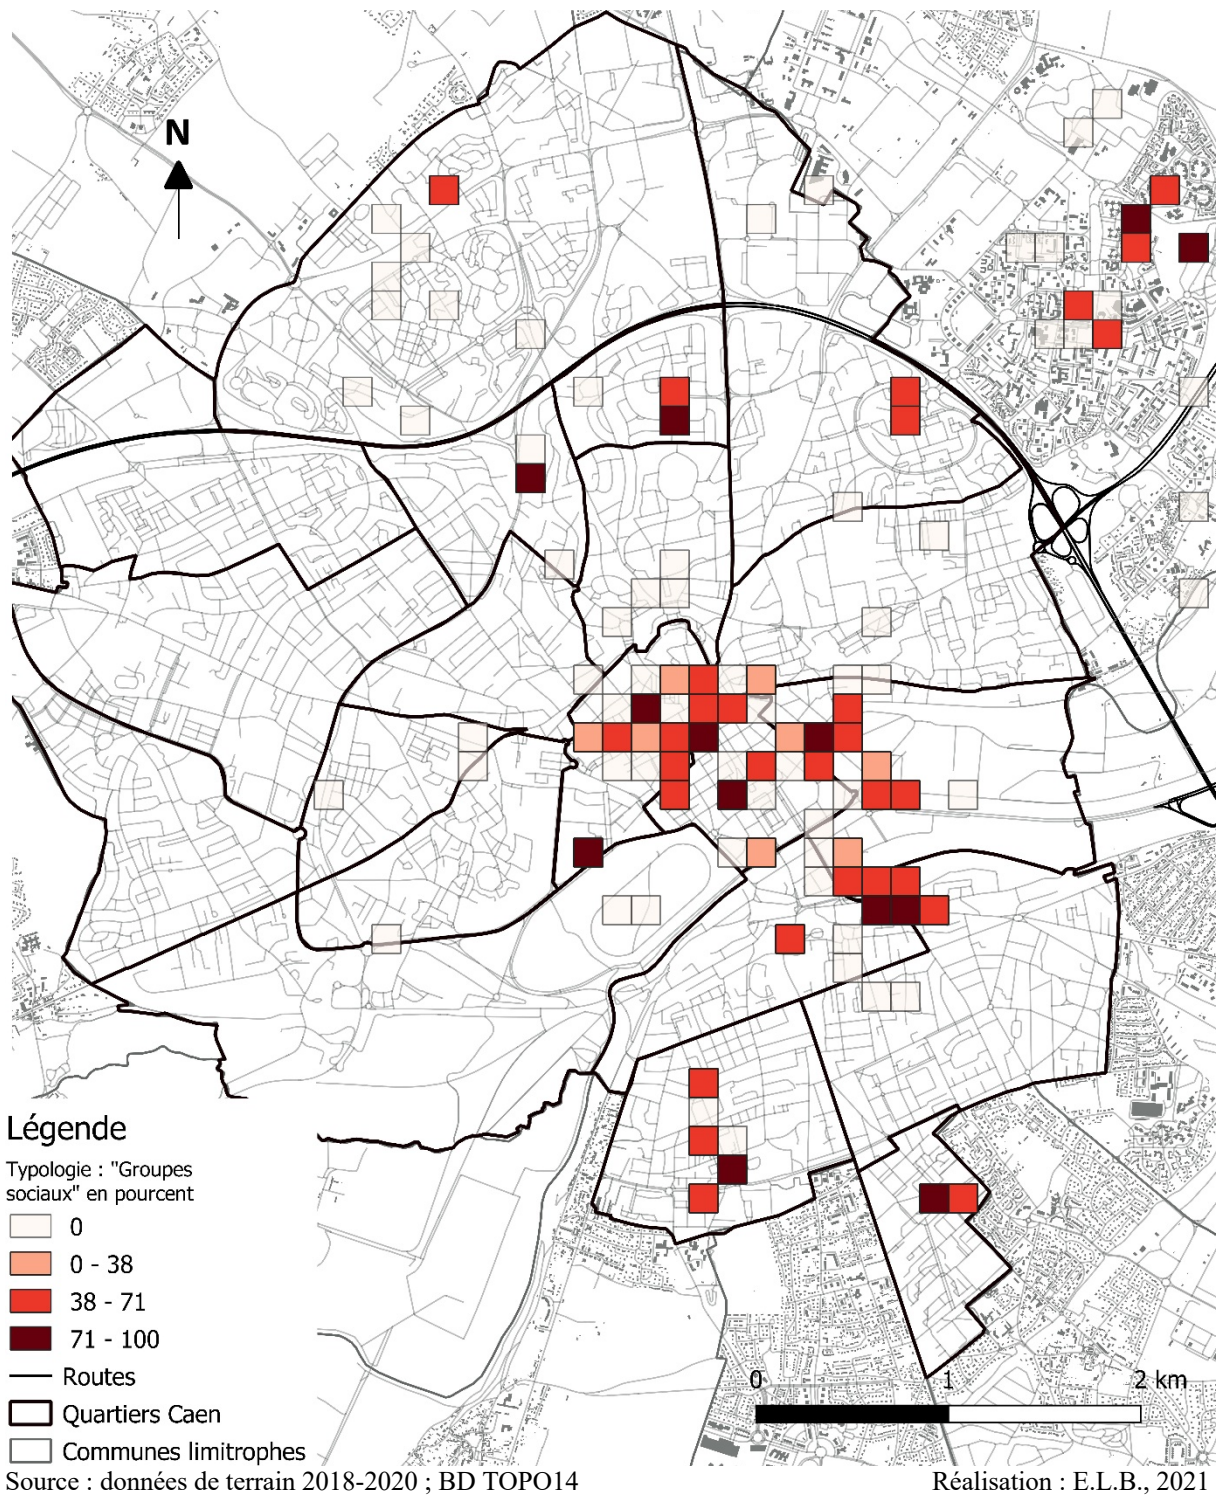 N
Légende
Typologie : "Groupes
sociaux" en pourcent
0
0 - 38
38 - 71
71 - 100
Routes
Quartiers Caen
Communes limitrophes
0 1 2 km
Source : données de terrain 2018-2020 ; BD TOPO14
Réalisation : E.L.B., 2021